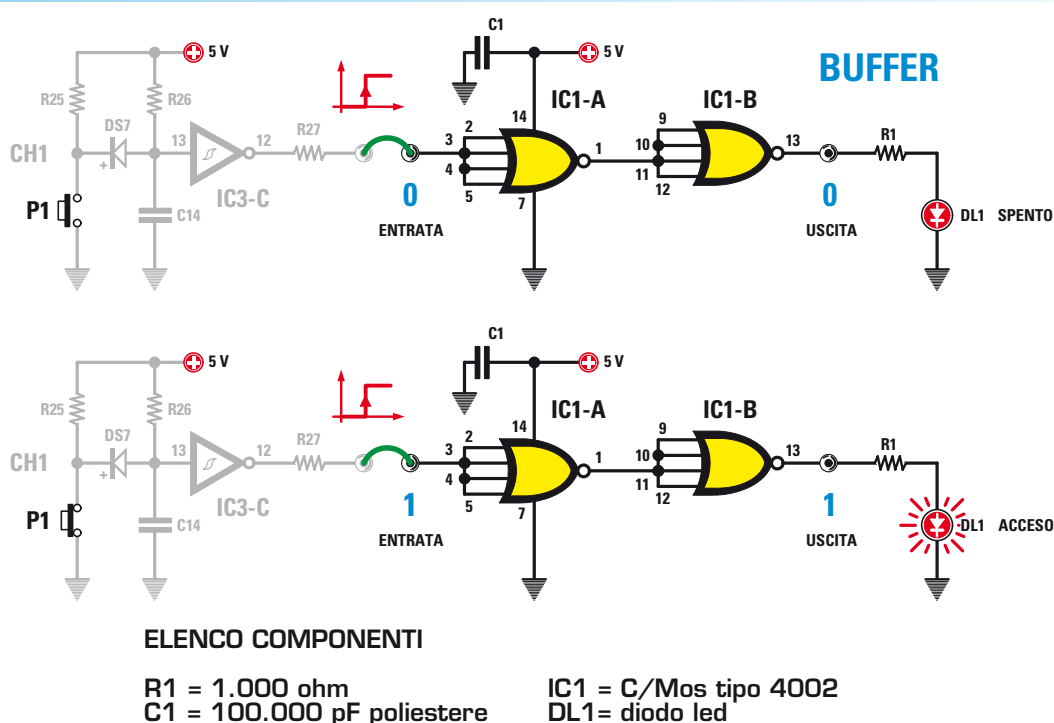 C1
5 V
5 V
BUFFER
R25
R26
IC1-A
IC1-B
DS7
14
9
R1
CH1
+
13
12
R27
2
3
4
5
1
10
11
12
13
IC3-C
0
7
0
P1
C14
ENTRATA
USCITA
DL1 SPENTO
C1
5 V
5 V
R25
R26
IC1-A
IC1-B
DS7
14
9
R1
CH1
+
13
12
R27
2
3
4
5
1
10
11
12
13
IC3-C
1
7
1
P1
C14
ENTRATA
USCITA
DL1 ACCESO
ELENCO COMPONENTI
R1 = 1.000 ohm
C1 = 100.000 pF poliestere
IC1 = C/Mos tipo 4002
DL1= diodo led